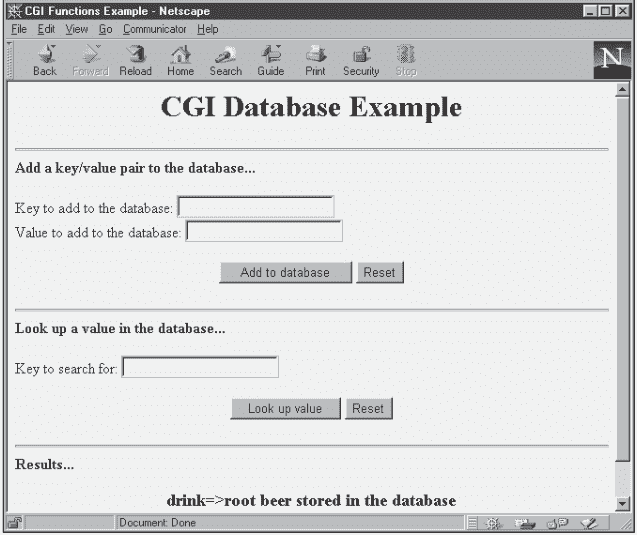 CGI Functions Example - Netscape
File Edit View Go Communicator Help
Back Forward Reload Home Search Guide Print Security Stop
N
CGI Database Example
Add a key/value pair to the database...
Key to add to the database:
Value to add to the database:
Add to database Reset
Look up a value in the database...
Key to search for:
Look up value Reset
Results...
drink=>root beer stored in the database
Document: Done